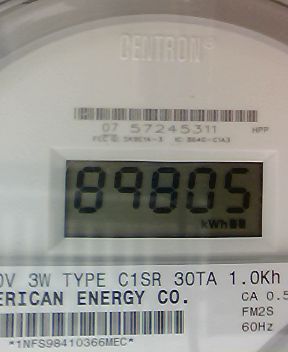 CENTRON®
07 57245311 HPP
89805
kWh
0V 3W TYPE C1SR 30TA 1.0Kh
ERICAN ENERGY CO.
CA 0.5
FM2S
60Hz
*1NFS98410366MEC*